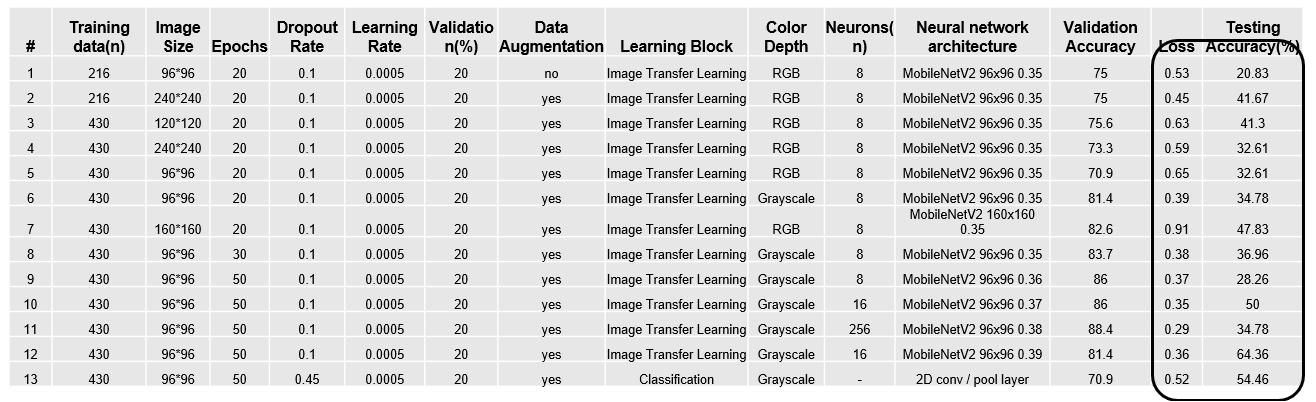 # Training data(n) Image Size Epochs Dropout Rate Learning Rate Validatio n(%) Data Augmentation Learning Block Color Depth Neurons( n) Neural network architecture Validation Accuracy Loss Testing Accuracy(%)
1 216 96*96 20 0.1 0.0005 20 no Image Transfer Learning RGB 8 MobileNetV2 96x96 0.35 75 0.53 20.83
2 216 240*240 20 0.1 0.0005 20 yes Image Transfer Learning RGB 8 MobileNetV2 96x96 0.35 75 0.45 41.67
3 430 120*120 20 0.1 0.0005 20 yes Image Transfer Learning RGB 8 MobileNetV2 96x96 0.35 75.6 0.63 41.3
4 430 240*240 20 0.1 0.0005 20 yes Image Transfer Learning RGB 8 MobileNetV2 96x96 0.35 73.3 0.59 32.61
5 430 96*96 20 0.1 0.0005 20 yes Image Transfer Learning RGB 8 MobileNetV2 96x96 0.35 70.9 0.65 32.61
6 430 96*96 20 0.1 0.0005 20 yes Image Transfer Learning Grayscale 8 MobileNetV2 96x96 0.35 81.4 0.39 34.78
7 430 160*160 20 0.1 0.0005 20 yes Image Transfer Learning RGB 8 MobileNetV2 160x160 0.35 82.6 0.91 47.83
8 430 96*96 30 0.1 0.0005 20 yes Image Transfer Learning Grayscale 8 MobileNetV2 96x96 0.35 83.7 0.38 36.96
9 430 96*96 50 0.1 0.0005 20 yes Image Transfer Learning Grayscale 8 MobileNetV2 96x96 0.36 86 0.37 28.26
10 430 96*96 50 0.1 0.0005 20 yes Image Transfer Learning Grayscale 16 MobileNetV2 96x96 0.37 86 0.35 50
11 430 96*96 50 0.1 0.0005 20 yes Image Transfer Learning Grayscale 256 MobileNetV2 96x96 0.38 88.4 0.29 34.78
12 430 96*96 50 0.1 0.0005 20 yes Image Transfer Learning Grayscale 16 MobileNetV2 96x96 0.39 81.4 0.36 64.36
13 430 96*96 50 0.45 0.0005 20 yes Classification Grayscale - 2D conv / pool layer 70.9 0.52 54.46